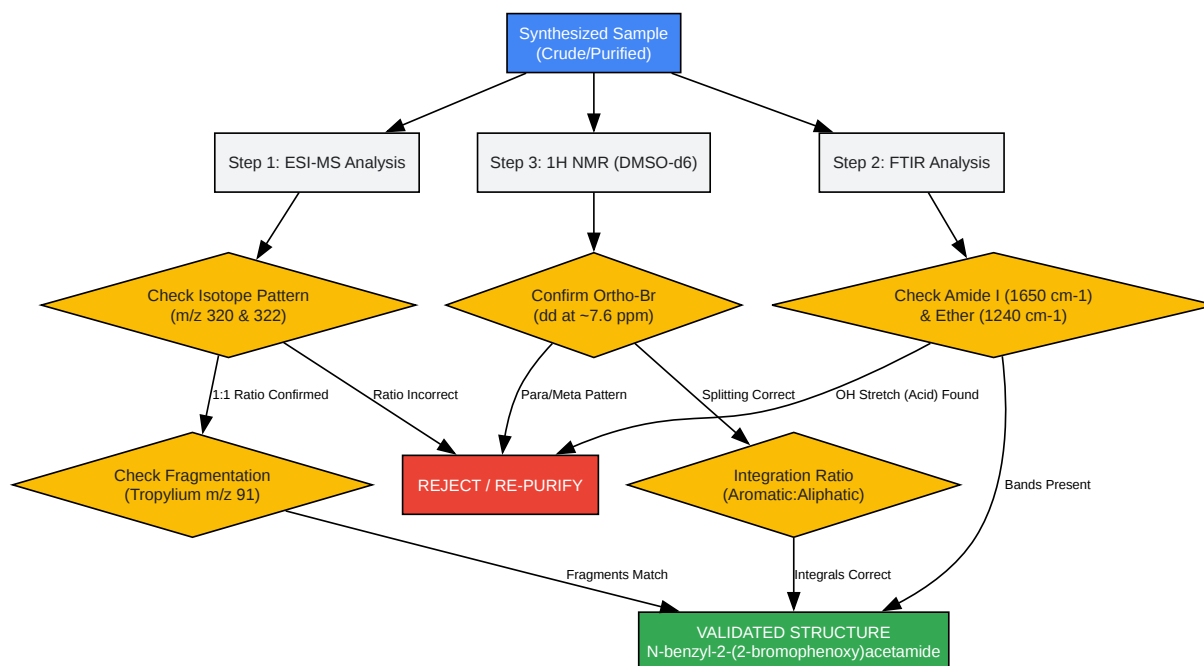 Synthesized Sample
(Crude/Purified)
Step 1: ESI-MS Analysis
Step 3: 1H NMR (DMSO-d6)
Step 2: FTIR Analysis
Check Isotope Pattern
(m/z 320 & 322)
Confirm Ortho-Br
(dd at ~7.6 ppm)
Check Amide I (1650 cm-1)
& Ether (1240 cm-1)
1:1 Ratio Confirmed
Ratio Incorrect
Para/Meta Pattern
Splitting Correct
OH Stretch (Acid) Found
Check Fragmentation
(Tropylium m/z 91)
REJECT / RE-PURIFY
Integration Ratio
(Aromatic:Aliphatic)
Bands Present
Fragments Match
Integrals Correct
VALIDATED STRUCTURE
N-benzyl-2-(2-bromophenoxy)acetamide